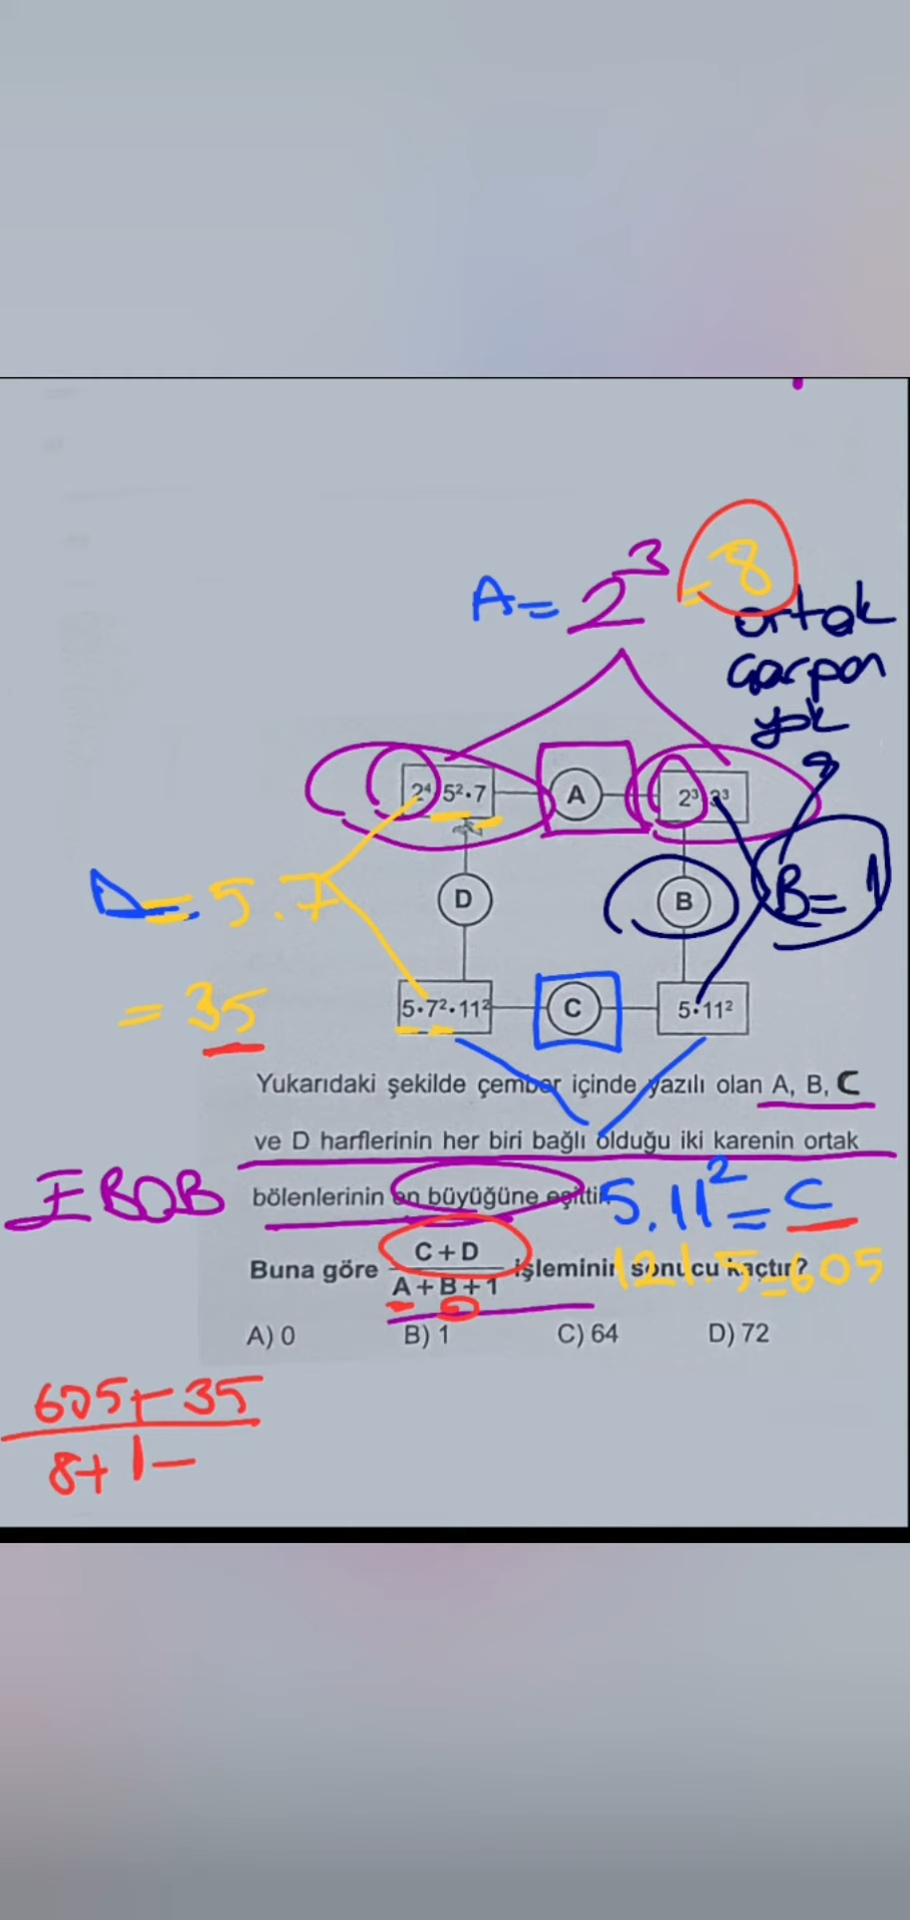 A = 2³ = 8
ortak
çarpan
yok
2⁴ 5²·7
A
2³ 3³
D = 5.7
D
B
B = 1
= 35
5·7²·11²
C
5·11²
Yukarıdaki şekilde çember içinde yazılı olan A, B, C
ve D harflerinin her biri bağlı olduğu iki karenin ortak
İBOB
bölenlerinin en büyüğüne eşittir
5.11² = C
Buna göre C + D / A + B + 1 işleminin sonucu kaçtır?
121.5=605
A) 0 B) 1 C) 64 D) 72
605 + 35
8 + 1